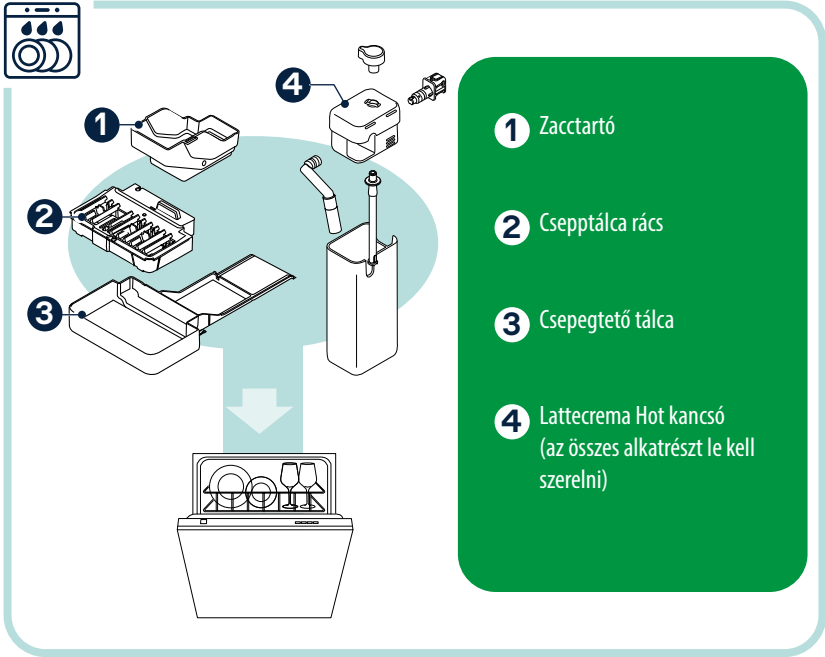 4
1
2
3
1 Zacctartó
2 Csepptálca rács
3 Csepegtető tálca
4 Lattecrema Hot kancsó
(az összes alkatrészt le kell
szerelni)